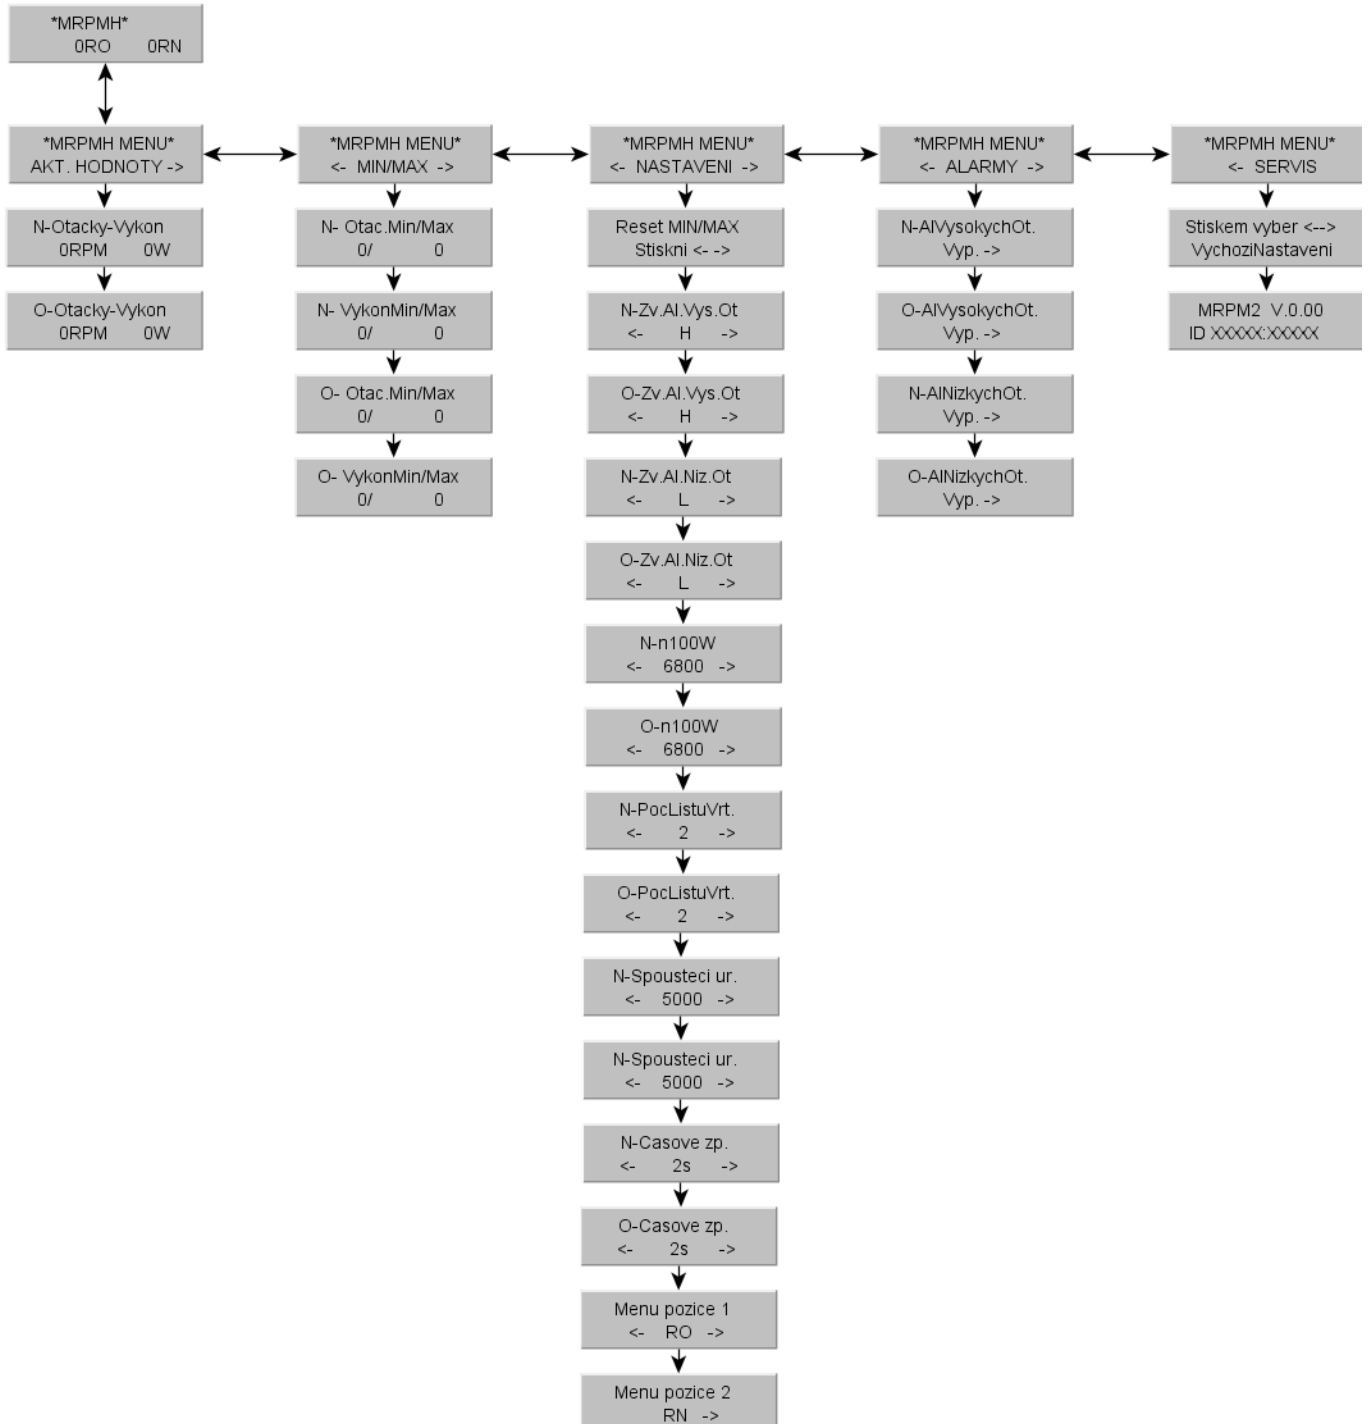 *MRPMH*
0RO 0RN
*MRPMH MENU*
AKT. HODNOTY ->
N-Otacky-Vykon
0RPM 0W
O-Otacky-Vykon
0RPM 0W
*MRPMH MENU*
<- MIN/MAX ->
N- Otac.Min/Max
0/ 0
N- VykonMin/Max
0/ 0
O- Otac.Min/Max
0/ 0
O- VykonMin/Max
0/ 0
*MRPMH MENU*
<- NASTAVENI ->
Reset MIN/MAX
Stiskni <- ->
N-Zv.Al.Vys.Ot
<- H ->
O-Zv.Al.Vys.Ot
<- H ->
N-Zv.Al.Niz.Ot
<- L ->
O-Zv.Al.Niz.Ot
<- L ->
N-n100W
<- 6800 ->
O-n100W
<- 6800 ->
N-PocListuVrt.
<- 2 ->
O-PocListuVrt.
<- 2 ->
N-Spousteci ur.
<- 5000 ->
N-Spousteci ur.
<- 5000 ->
N-Casove zp.
<- 2s ->
O-Casove zp.
<- 2s ->
Menu pozice 1
<- RO ->
Menu pozice 2
RN ->
*MRPMH MENU*
<- ALARMY ->
N-AlVysokychOt.
Vyp. ->
O-AlVysokychOt.
Vyp. ->
N-AlNizkychOt.
Vyp. ->
O-AlNizkychOt.
Vyp. ->
*MRPMH MENU*
<- SERVIS
Stiskem vyber <-->
VychoziNastaveni
MRPM2 V.0.00
ID XXXXX:XXXXX